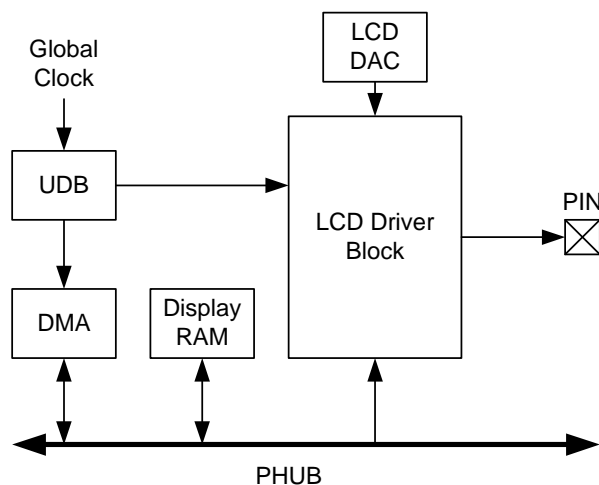 LCD
DAC
Global
Clock
UDB
LCD Driver
Block
PIN
DMA
Display
RAM
PHUB